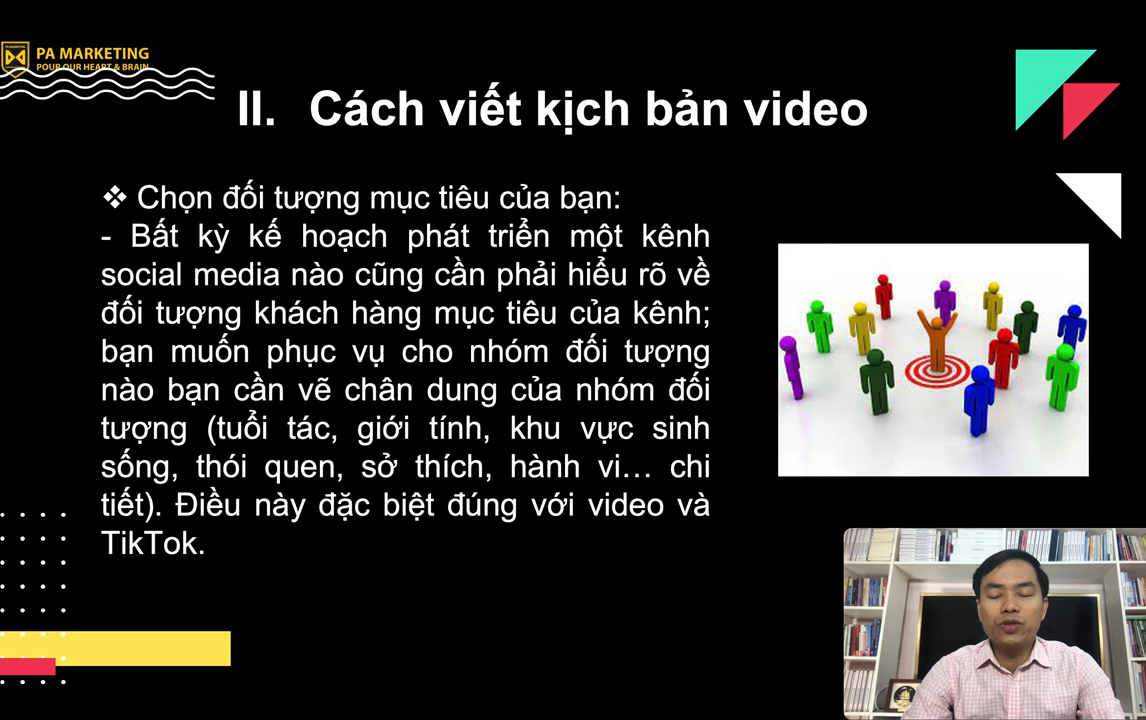 PA MARKETING
POUR OUR HEART & BRAIN
II. Cách viết kịch bản video
❖ Chọn đối tượng mục tiêu của bạn:
- Bất kỳ kế hoạch phát triển một kênh
social media nào cũng cần phải hiểu rõ về
đối tượng khách hàng mục tiêu của kênh;
bạn muốn phục vụ cho nhóm đối tượng
nào bạn cần vẽ chân dung của nhóm đối
tượng (tuổi tác, giới tính, khu vực sinh
sống, thói quen, sở thích, hành vi… chi
tiết). Điều này đặc biệt đúng với video và
TikTok.